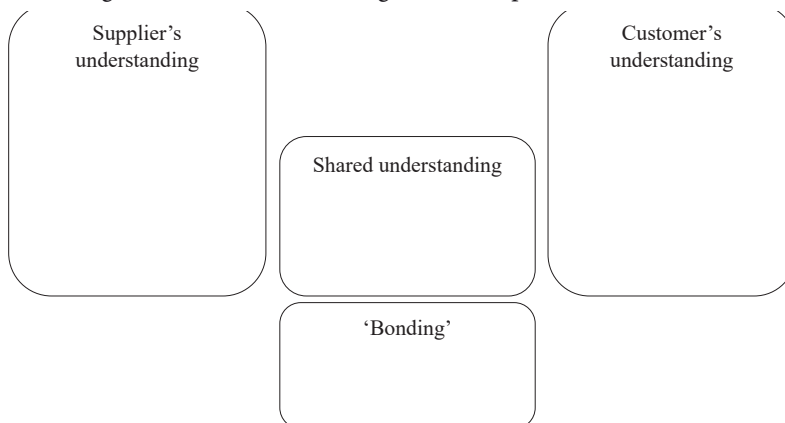 Supplier’s
understanding
Customer’s
understanding
Shared understanding
‘Bonding’